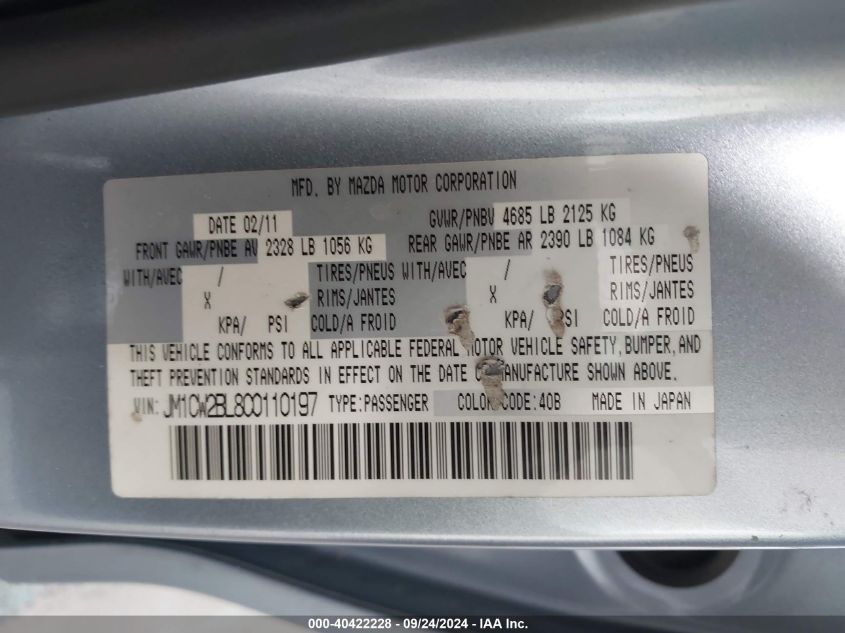 MFD. BY MAZDA MOTOR CORPORATION
DATE 02/11 GVWR/PNBV 4685 LB 2125 KG
FRONT GAWR/PNBE AV 2328 LB 1056 KG REAR GAWR/PNBE AR 2390 LB 1084 KG
WITH/AVEC / TIRES/PNEUS WITH/AVEC / TIRES/PNEUS
X RIMS/JANTES X RIMS/JANTES
KPA/ PSI COLD/A FROID KPA/ PSI COLD/A FROID
THIS VEHICLE CONFORMS TO ALL APPLICABLE FEDERAL MOTOR VEHICLE SAFETY, BUMPER, AND
THEFT PREVENTION STANDARDS IN EFFECT ON THE DATE OF MANUFACTURE SHOWN ABOVE.
VIN: JM1CW2BL8C0110197 TYPE:PASSENGER COLOR CODE:40B MADE IN JAPAN
000-40422228 - 09/24/2024 - IAA Inc.